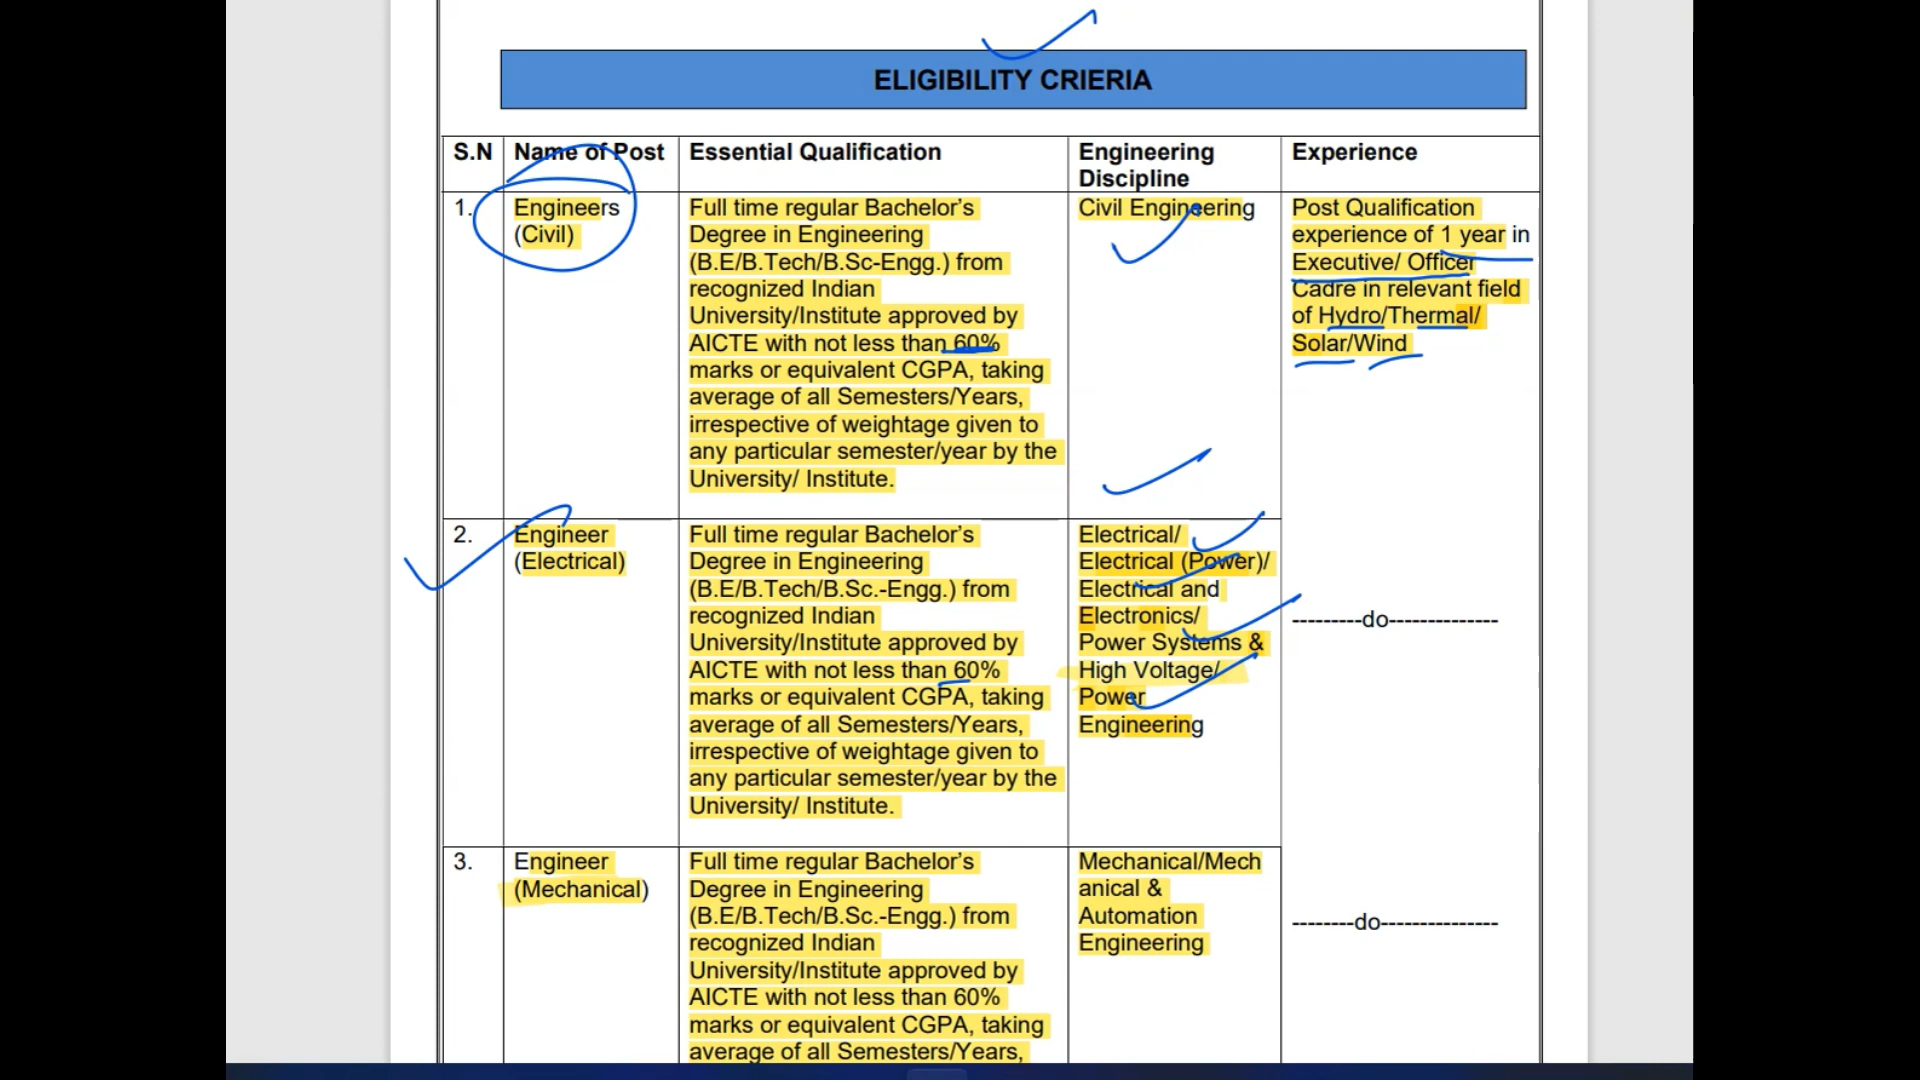 ELIGIBILITY CRIERIA
S.N
Name of Post
Essential Qualification
Engineering
Discipline
Experience
1.
Engineers
(Civil)
Full time regular Bachelor’s
Degree in Engineering
(B.E/B.Tech/B.Sc-Engg.) from
recognized Indian
University/Institute approved by
AICTE with not less than 60%
marks or equivalent CGPA, taking
average of all Semesters/Years,
irrespective of weightage given to
any particular semester/year by the
University/ Institute.
Civil Engineering
Post Qualification
experience of 1 year in
Executive/ Officer
Cadre in relevant field
of Hydro/Thermal/
Solar/Wind
2.
Engineer
(Electrical)
Full time regular Bachelor’s
Degree in Engineering
(B.E/B.Tech/B.Sc.-Engg.) from
recognized Indian
University/Institute approved by
AICTE with not less than 60%
marks or equivalent CGPA, taking
average of all Semesters/Years,
irrespective of weightage given to
any particular semester/year by the
University/ Institute.
Electrical/
Electrical (Power)/
Electrical and
Electronics/
Power Systems &
High Voltage/
Power
Engineering
---------do--------------
3.
Engineer
(Mechanical)
Full time regular Bachelor’s
Degree in Engineering
(B.E/B.Tech/B.Sc.-Engg.) from
recognized Indian
University/Institute approved by
AICTE with not less than 60%
marks or equivalent CGPA, taking
average of all Semesters/Years,
Mechanical/Mech
anical &
Automation
Engineering
--------do---------------